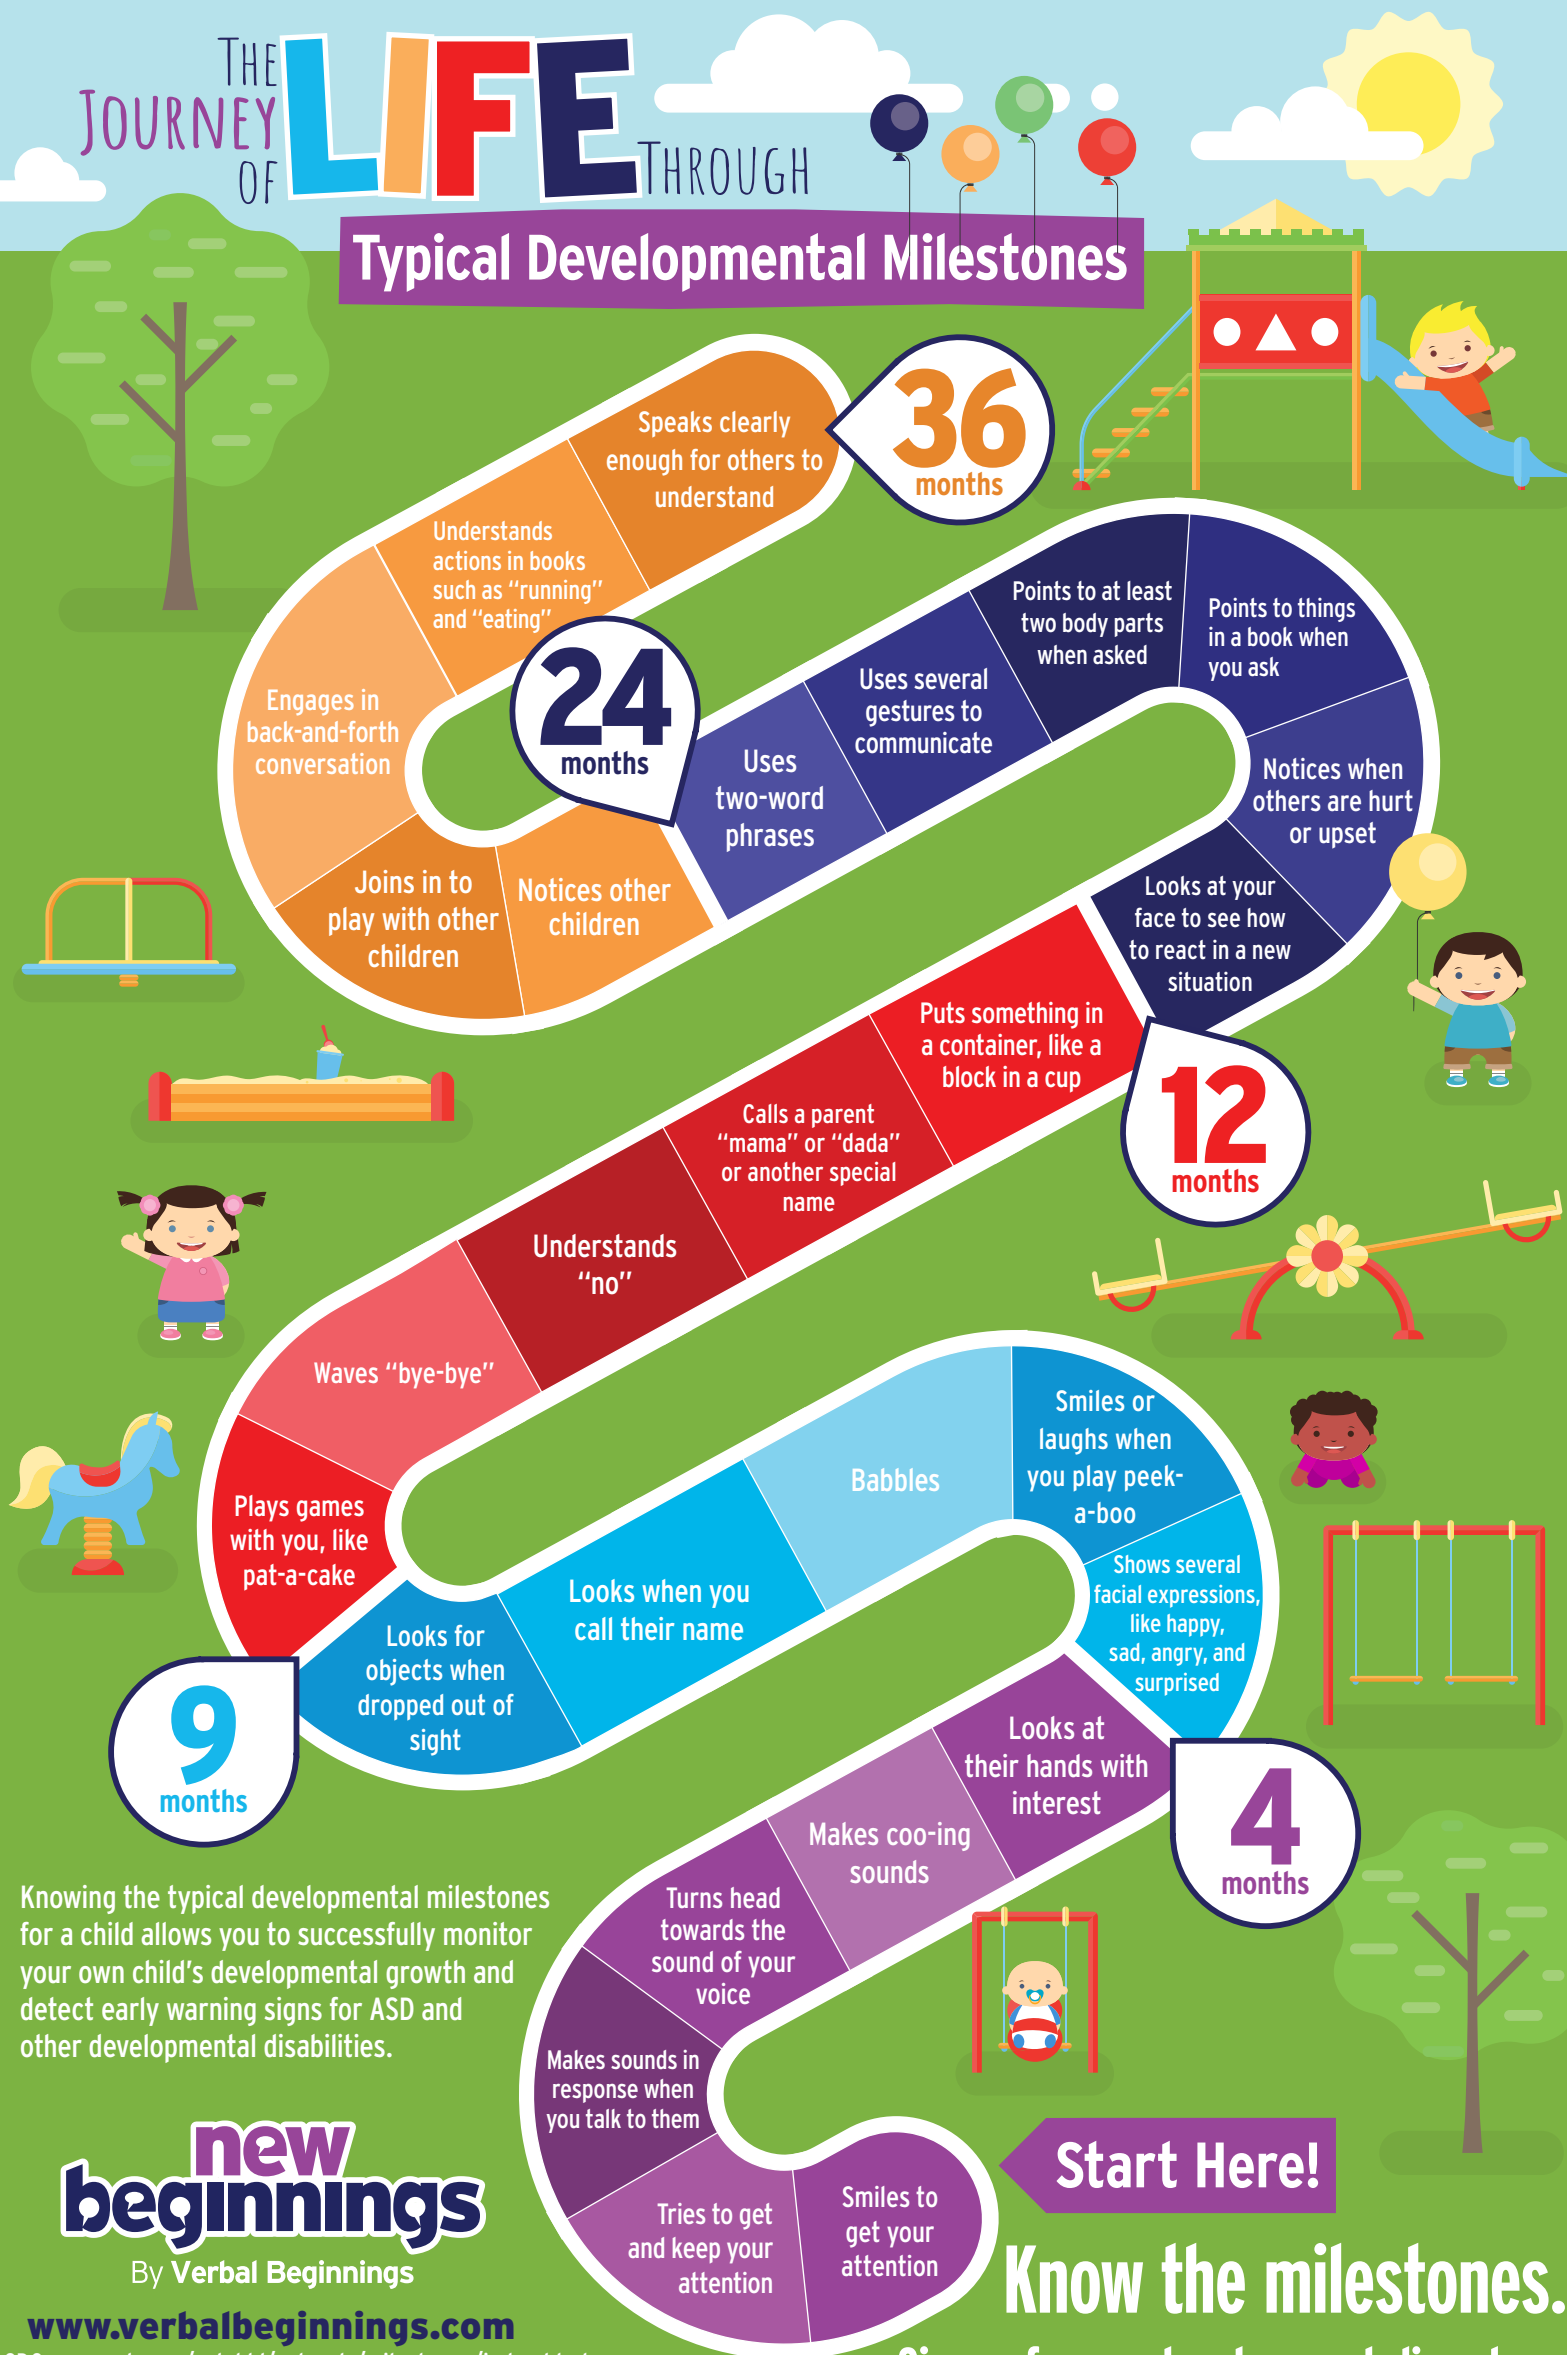 THE
JOURNEY
OF
LIFE
THROUGH
Typical Developmental Milestones
36
months
Speaks clearly
enough for others to
understand
Understands
actions in books
such as “running”
and “eating”
Engages in
back-and-forth
conversation
Joins in to
play with other
children
Notices other
children
24
months
Uses
two-word
phrases
Uses several
gestures to
communicate
Points to at least
two body parts
when asked
Points to things
in a book when
you ask
Notices when
others are hurt
or upset
Looks at your
face to see how
to react in a new
situation
12
months
Puts something in
a container, like a
block in a cup
Calls a parent
“mama” or “dada”
or another special
name
Understands
“no”
Waves “bye-bye”
Plays games
with you, like
pat-a-cake
9
months
Looks for
objects when
dropped out of
sight
Looks when you
call their name
Babbles
Smiles or
laughs when
you play peek-
a-boo
Shows several
facial expressions,
like happy,
sad, angry, and
surprised
4
months
Looks at
their hands with
interest
Makes coo-ing
sounds
Turns head
towards the
sound of your
voice
Makes sounds in
response when
you talk to them
Tries to get
and keep your
attention
Smiles to
get your
attention
Start Here!
Knowing the typical developmental milestones
for a child allows you to successfully monitor
your own child’s developmental growth and
detect early warning signs for ASD and
other developmental disabilities.
new
beginnings
By Verbal Beginnings
www.verbalbeginnings.com
Know the milestones.